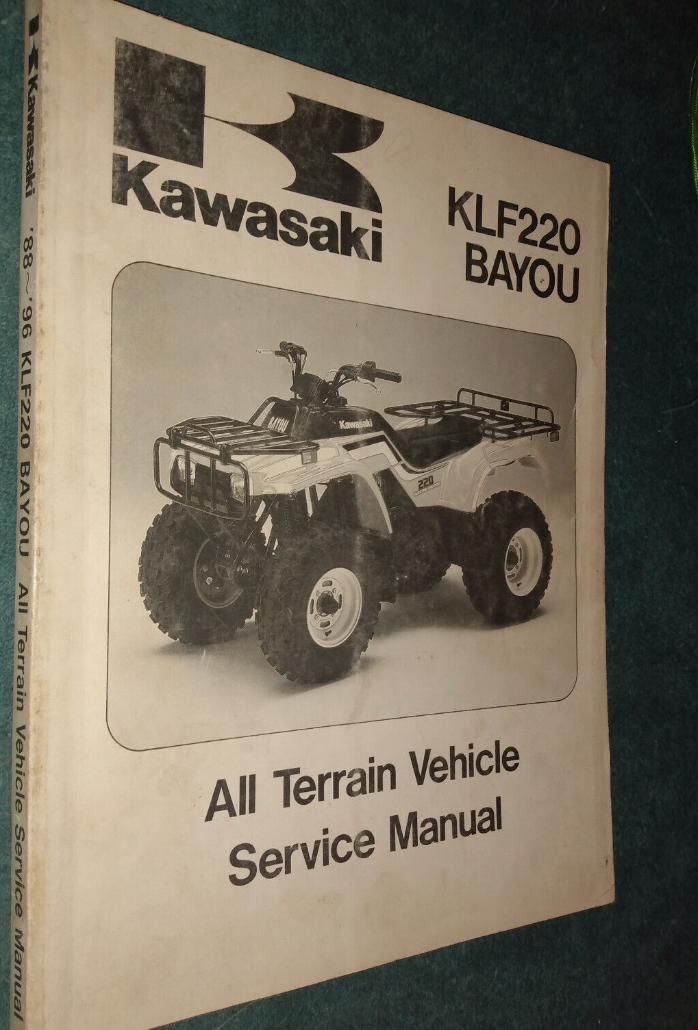 Kawasaki '88~'96 KLF220 BAYOU All Terrain Vehicle Service Manual
Kawasaki
KLF220
BAYOU
BAYOU
Kawasaki
220
All Terrain Vehicle
Service Manual